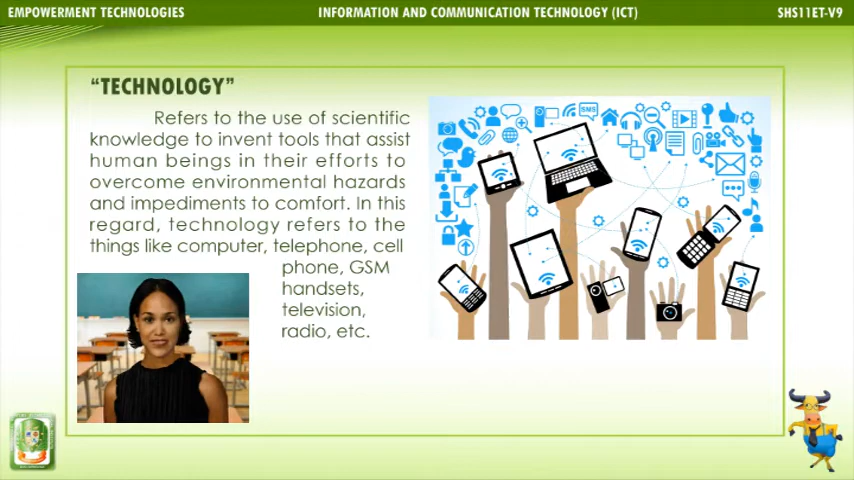 EMPOWERMENT TECHNOLOGIES
INFORMATION AND COMMUNICATION TECHNOLOGY (ICT)
SHS11ET-V9
“TECHNOLOGY”
Refers to the use of scientific
knowledge to invent tools that assist
human beings in their efforts to
overcome environmental hazards
and impediments to comfort. In this
regard, technology refers to the
things like computer, telephone, cell
phone, GSM
handsets,
television,
radio, etc.
SMS